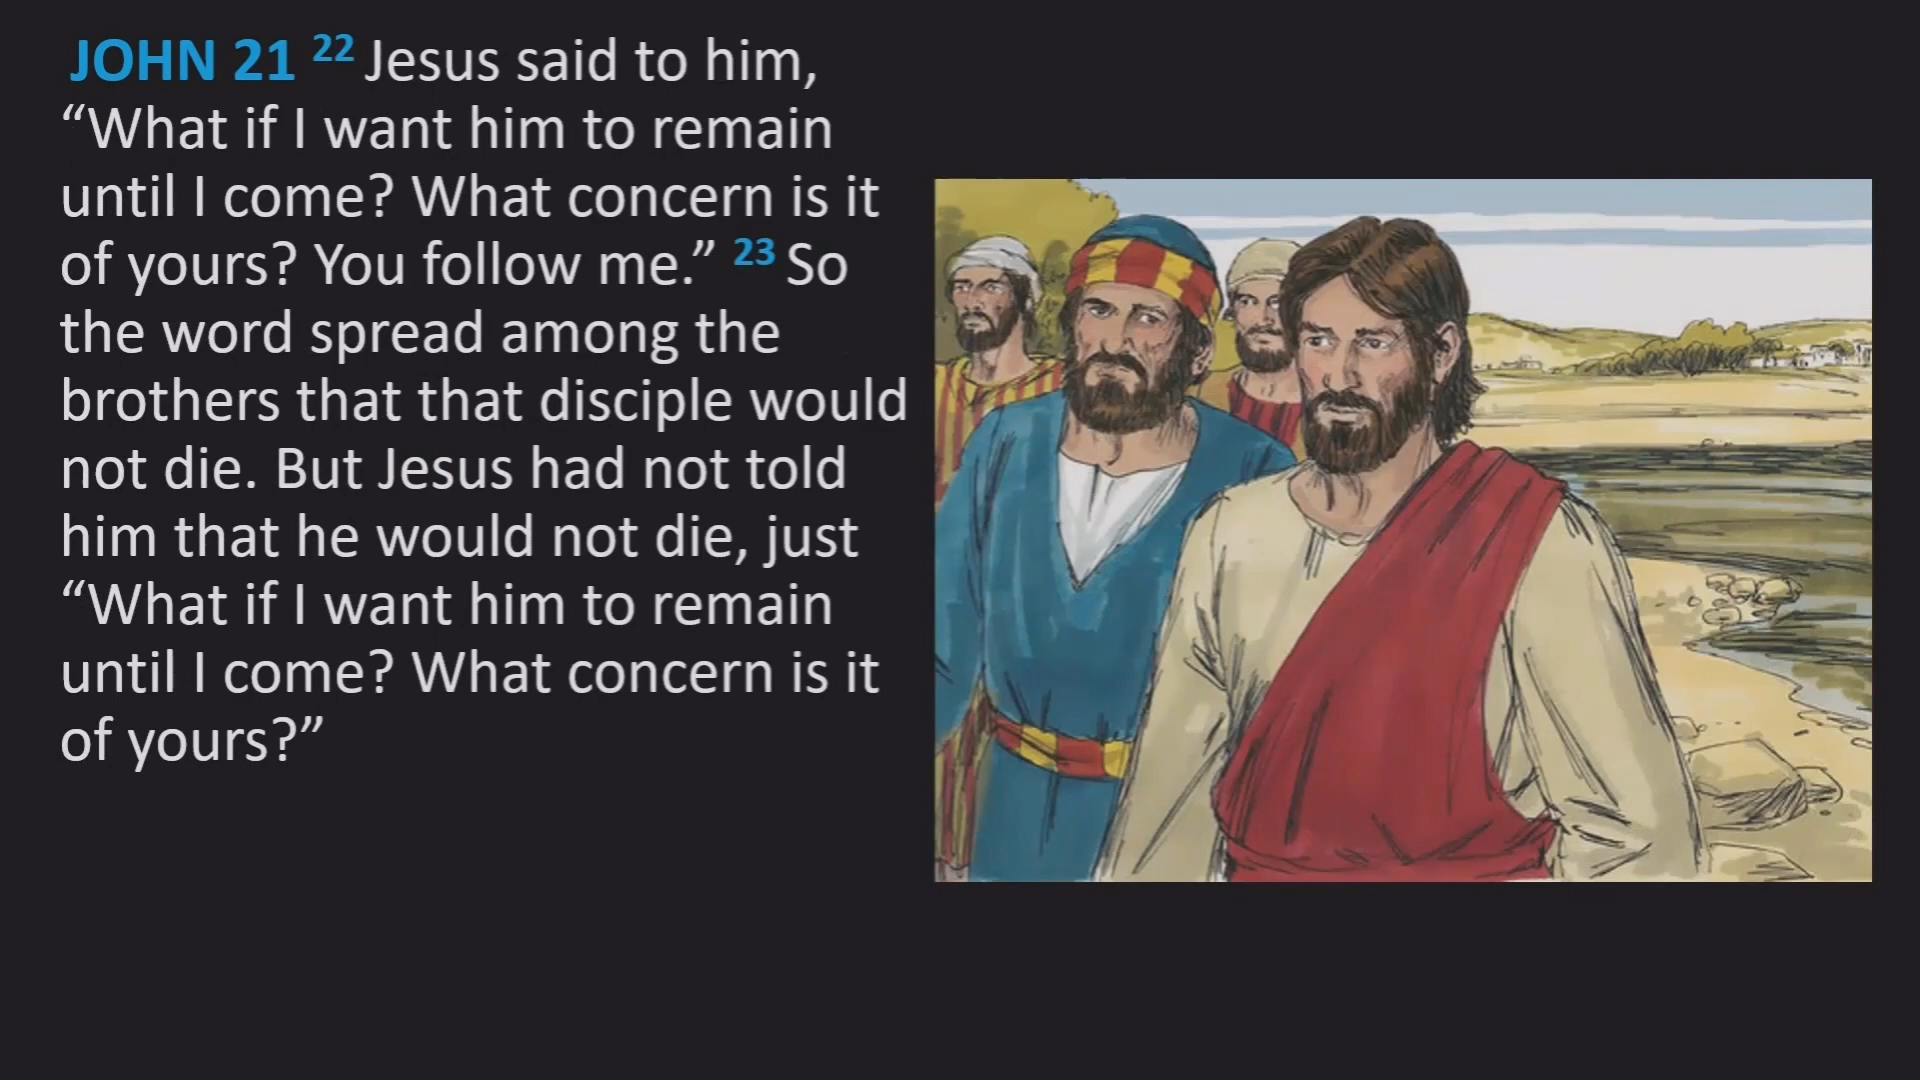 JOHN 21 22 Jesus said to him,
“What if I want him to remain
until I come? What concern is it
of yours? You follow me.” 23 So
the word spread among the
brothers that that disciple would
not die. But Jesus had not told
him that he would not die, just
“What if I want him to remain
until I come? What concern is it
of yours?”